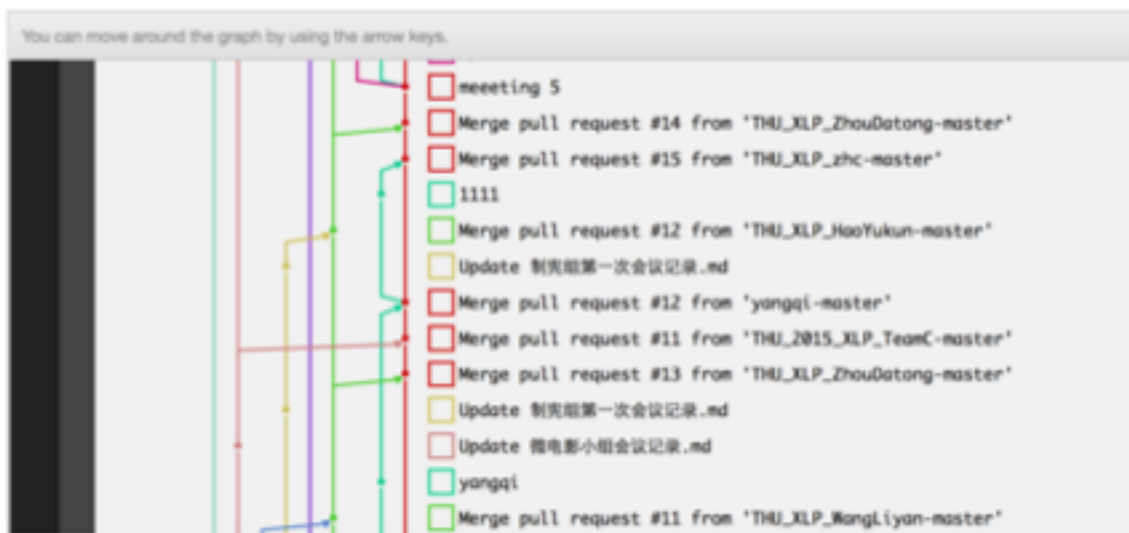 You can move around the graph by using the arrow keys.
meeeting 5
Merge pull request #14 from 'THU_XLP_ZhouDatong-master'
Merge pull request #15 from 'THU_XLP_zhc-master'
1111
Merge pull request #12 from 'THU_XLP_HaoYukun-master'
Update 制宪组第一次会议记录.md
Merge pull request #12 from 'yangqi-master'
Merge pull request #11 from 'THU_2015_XLP_TeamC-master'
Merge pull request #13 from 'THU_XLP_ZhouDatong-master'
Update 制宪组第一次会议记录.md
Update 微电影小组会议记录.md
yangqi
Merge pull request #11 from 'THU_XLP_WangLiyan-master'